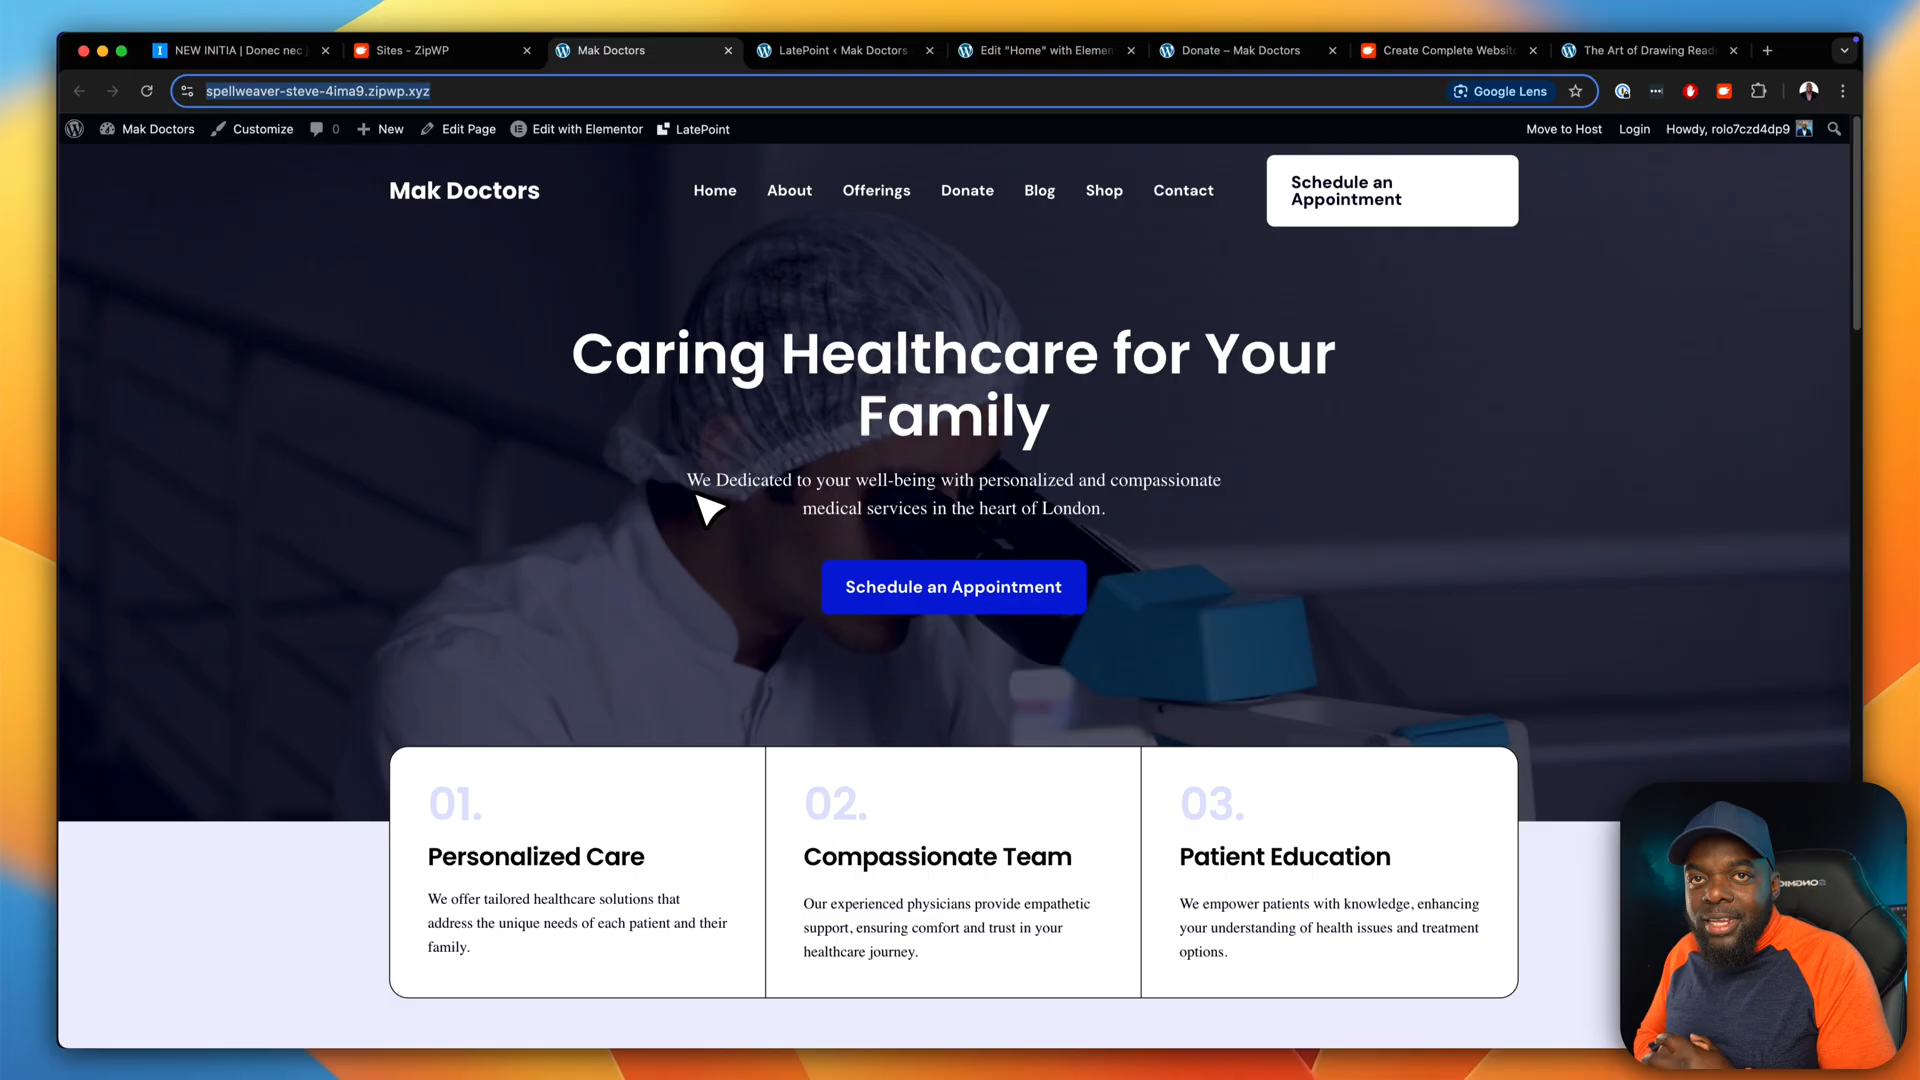 NEW INITIA | Donec nec
Sites - ZipWP
Mak Doctors
LatePoint ‹ Mak Doctors
Edit "Home" with Elemen
Donate – Mak Doctors
Create Complete Websit
The Art of Drawing Read
spellweaver-steve-4ima9.zipwp.xyz
Google Lens
Mak Doctors
Customize
0
New
Edit Page
Edit with Elementor
LatePoint
Move to Host
Login
Howdy, rolo7czd4dp9
Mak Doctors
Home
About
Offerings
Donate
Blog
Shop
Contact
Schedule an
Appointment
Caring Healthcare for Your
Family
We Dedicated to your well-being with personalized and compassionate
medical services in the heart of London.
Schedule an Appointment
01.
Personalized Care
We offer tailored healthcare solutions that
address the unique needs of each patient and their
family.
02.
Compassionate Team
Our experienced physicians provide empathetic
support, ensuring comfort and trust in your
healthcare journey.
03.
Patient Education
We empower patients with knowledge, enhancing
your understanding of health issues and treatment
options.